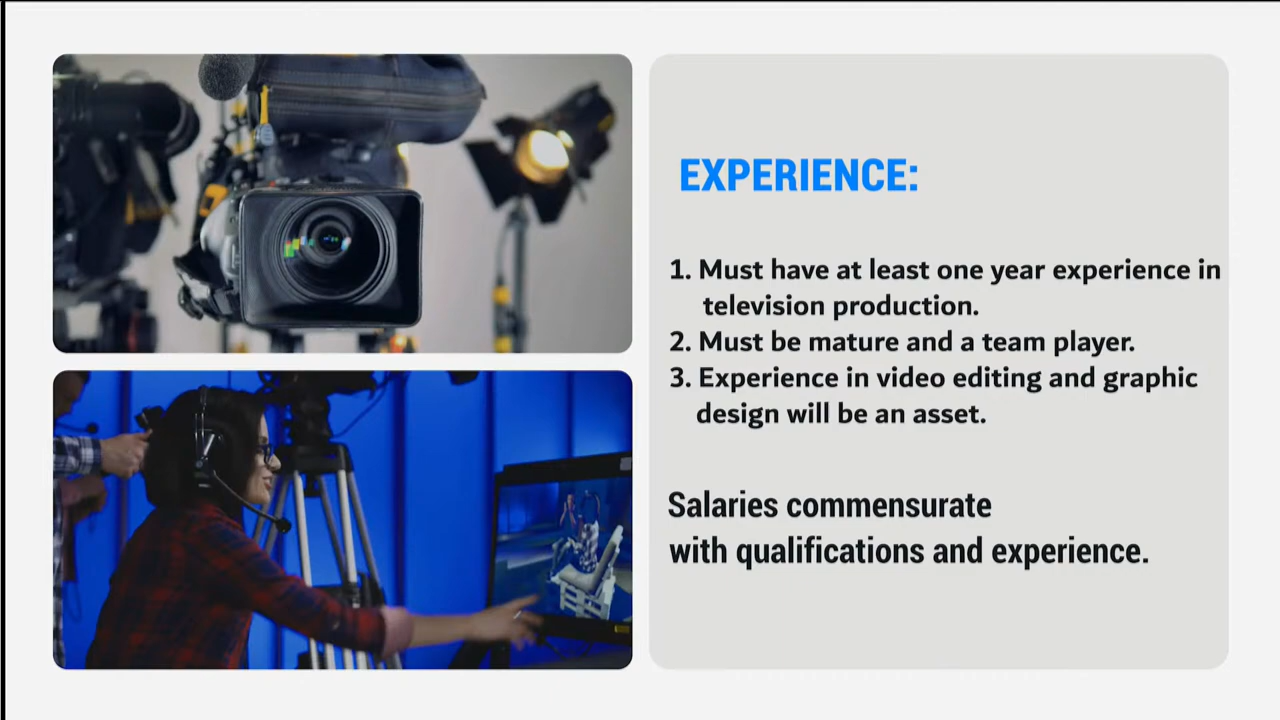 EXPERIENCE:
1. Must have at least one year experience in
television production.
2. Must be mature and a team player.
3. Experience in video editing and graphic
design will be an asset.
Salaries commensurate
with qualifications and experience.